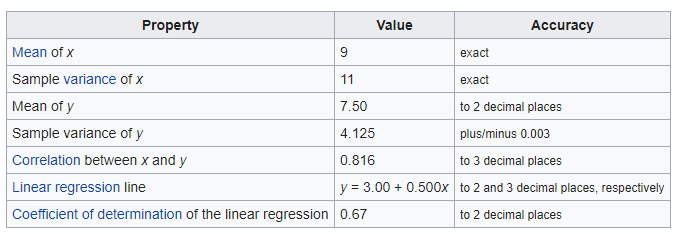 Property Value Accuracy
Mean of x 9 exact
Sample variance of x 11 exact
Mean of y 7.50 to 2 decimal places
Sample variance of y 4.125 plus/minus 0.003
Correlation between x and y 0.816 to 3 decimal places
Linear regression line y = 3.00 + 0.500x to 2 and 3 decimal places, respectively
Coefficient of determination of the linear regression 0.67 to 2 decimal places